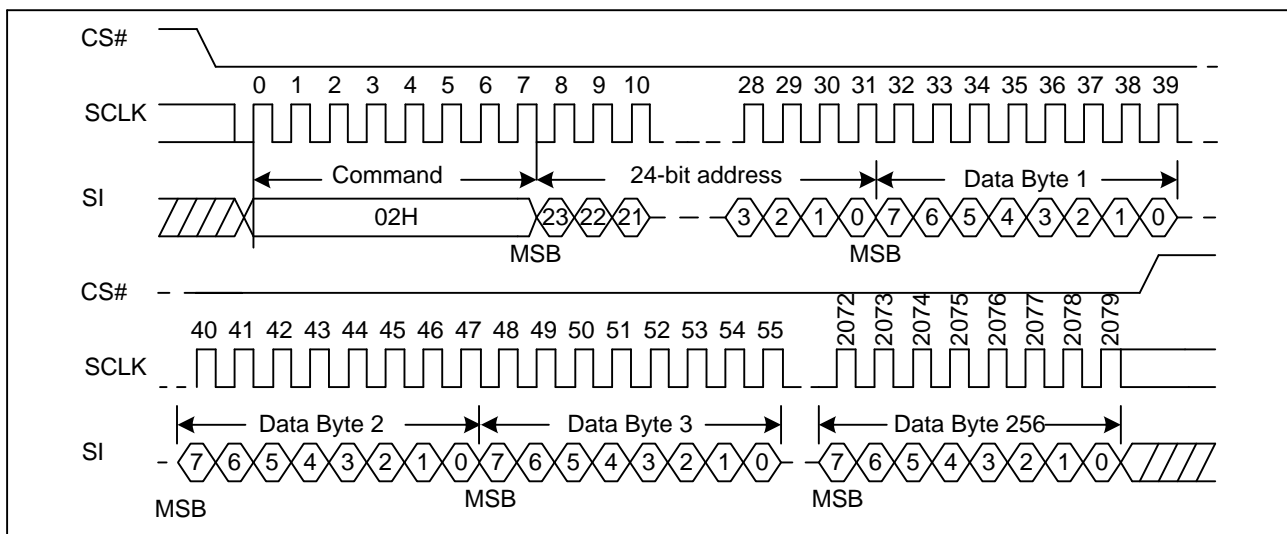 CS#
0 1 2 3 4 5 6 7 8 9 10 28 29 30 31 32 33 34 35 36 37 38 39
SCLK
Command 24-bit address Data Byte 1
SI
02H 23 22 21 3 2 1 0 7 6 5 4 3 2 1 0
MSB MSB
CS#
40 41 42 43 44 45 46 47 48 49 50 51 52 53 54 55 2072 2073 2074 2075 2076 2077 2078 2079
SCLK
Data Byte 2 Data Byte 3 Data Byte 256
SI
7 6 5 4 3 2 1 0 7 6 5 4 3 2 1 0 7 6 5 4 3 2 1 0
MSB MSB MSB